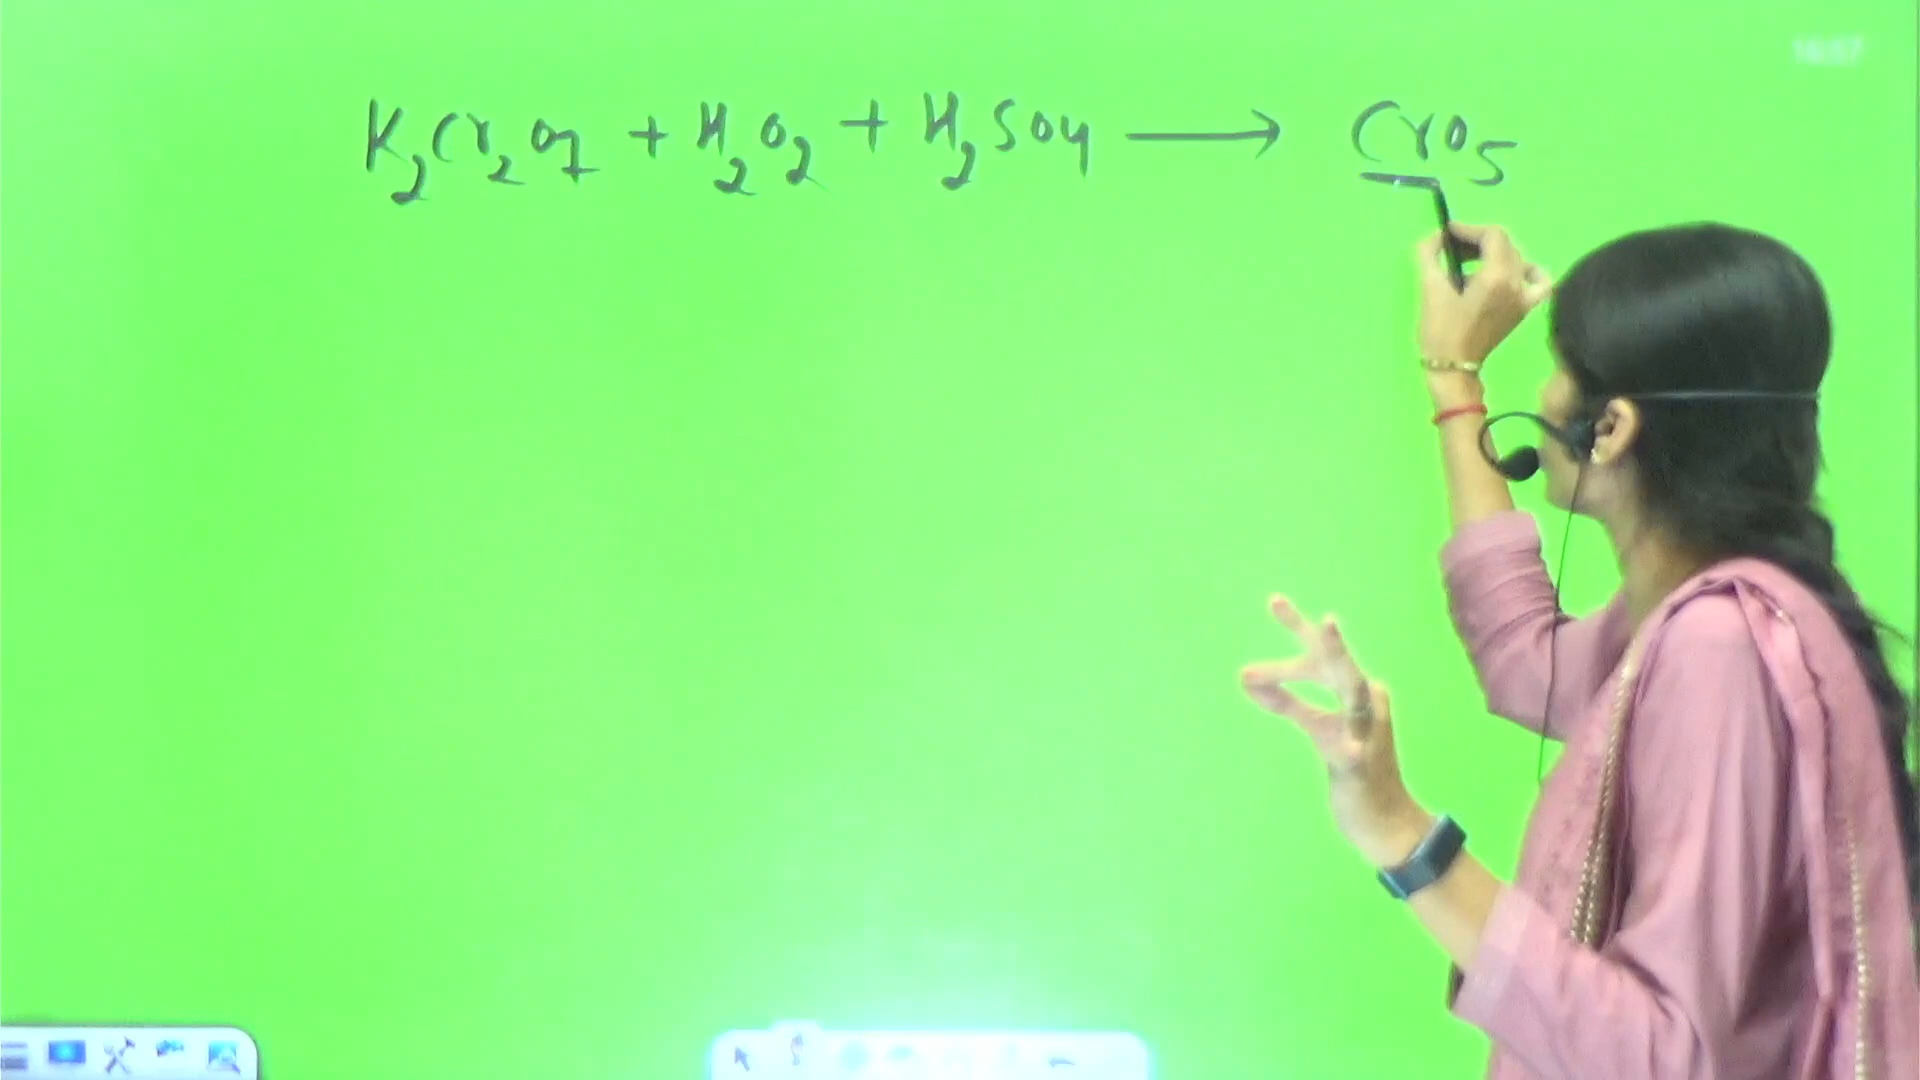 K₂Cr₂O₇ + H₂O₂ + H₂SO₄ ⟶ CrO₅